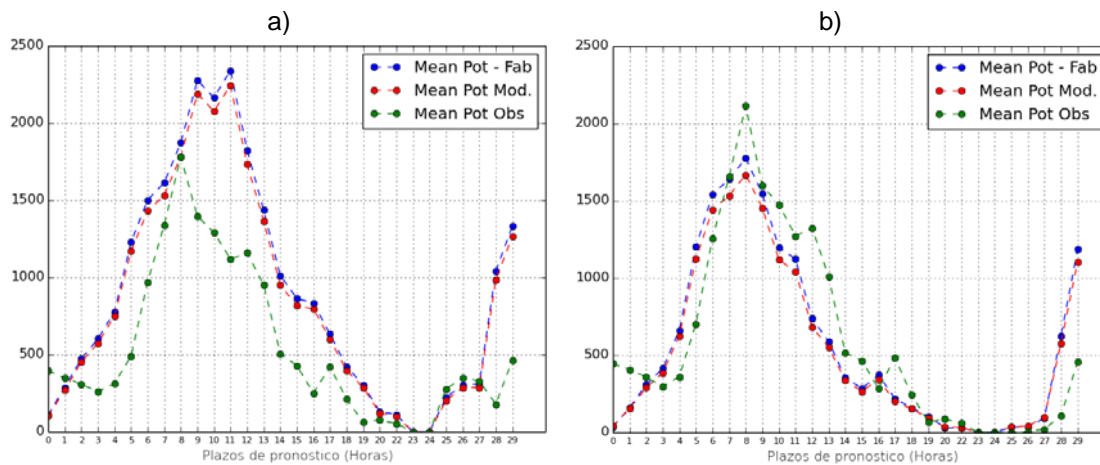 a)
2500
2000
1500
1000
500
0
Mean Pot - Fab
Mean Pot Mod.
Mean Pot Obs
0 1 2 3 4 5 6 7 8 9 10 11 12 13 14 15 16 17 18 19 20 22 23 24 25 26 27 28 29
Plazos de pronostico (Horas)
b)
2500
2000
1500
1000
500
0
Mean Pot - Fab
Mean Pot Mod.
Mean Pot Obs
0 1 2 3 4 5 6 7 8 9 10 11 12 13 14 15 16 17 18 19 20 22 23 24 25 26 27 28 29
Plazos de pronostico (Horas)